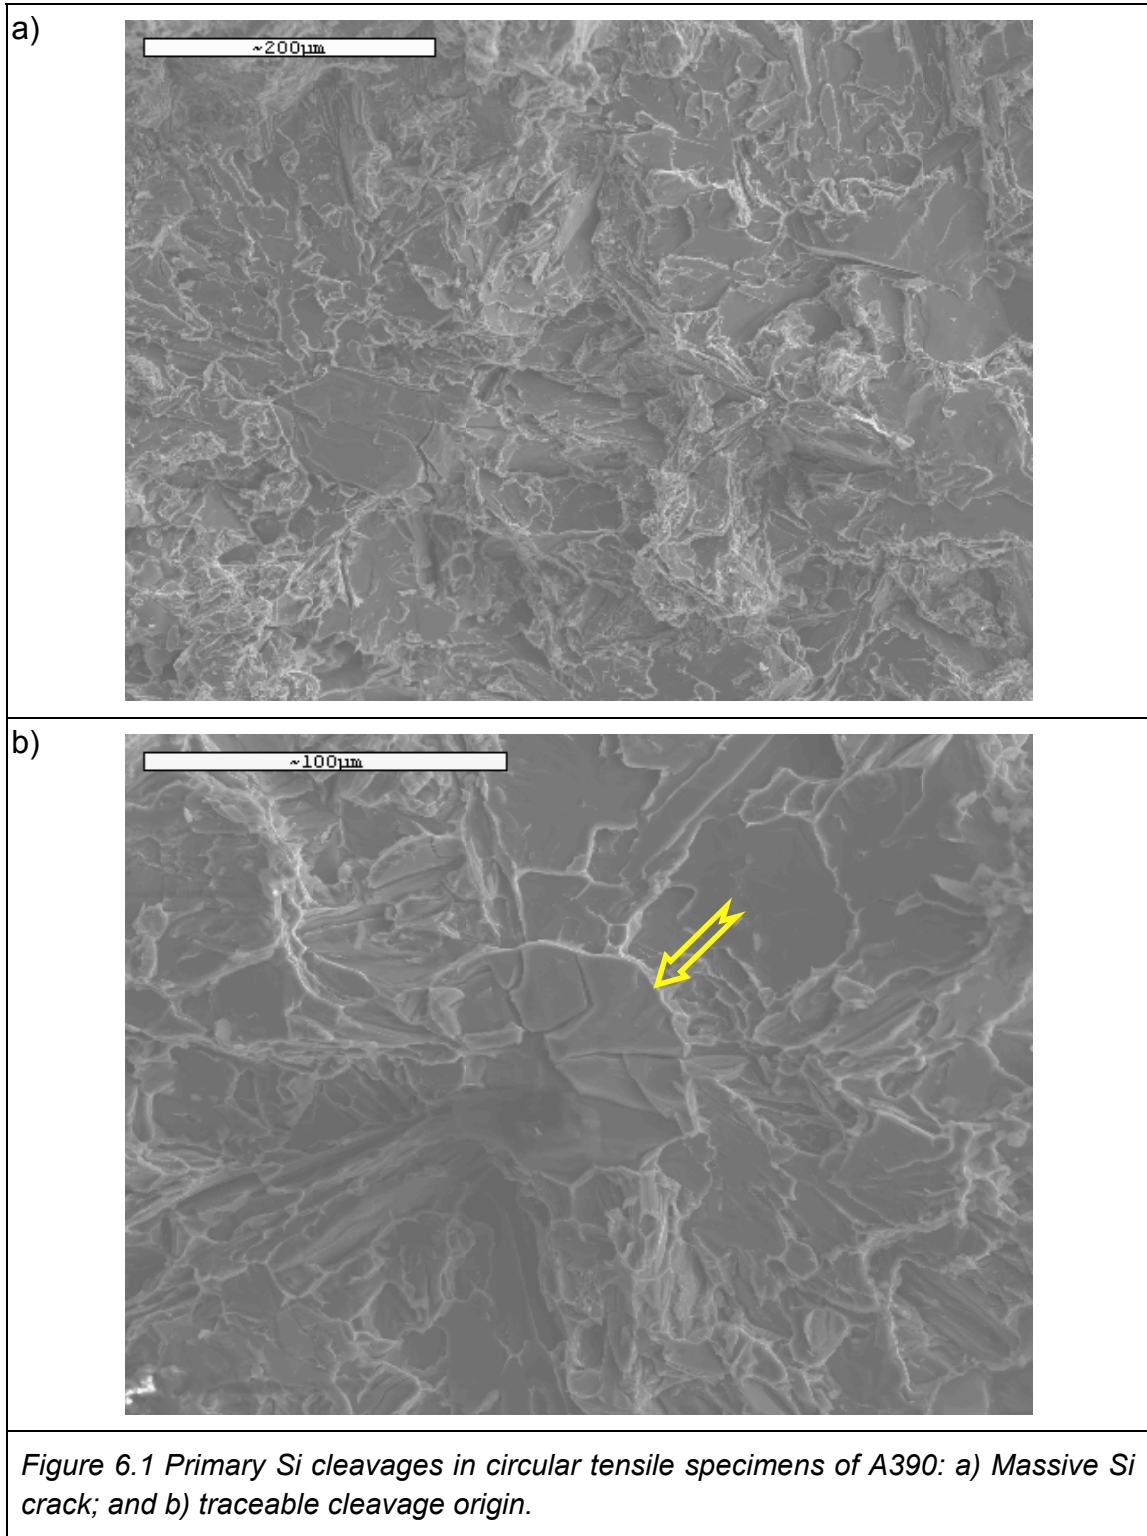 a)
~200µm
b)
~100µm
Figure 6.1 Primary Si cleavages in circular tensile specimens of A390: a) Massive Si
crack; and b) traceable cleavage origin.